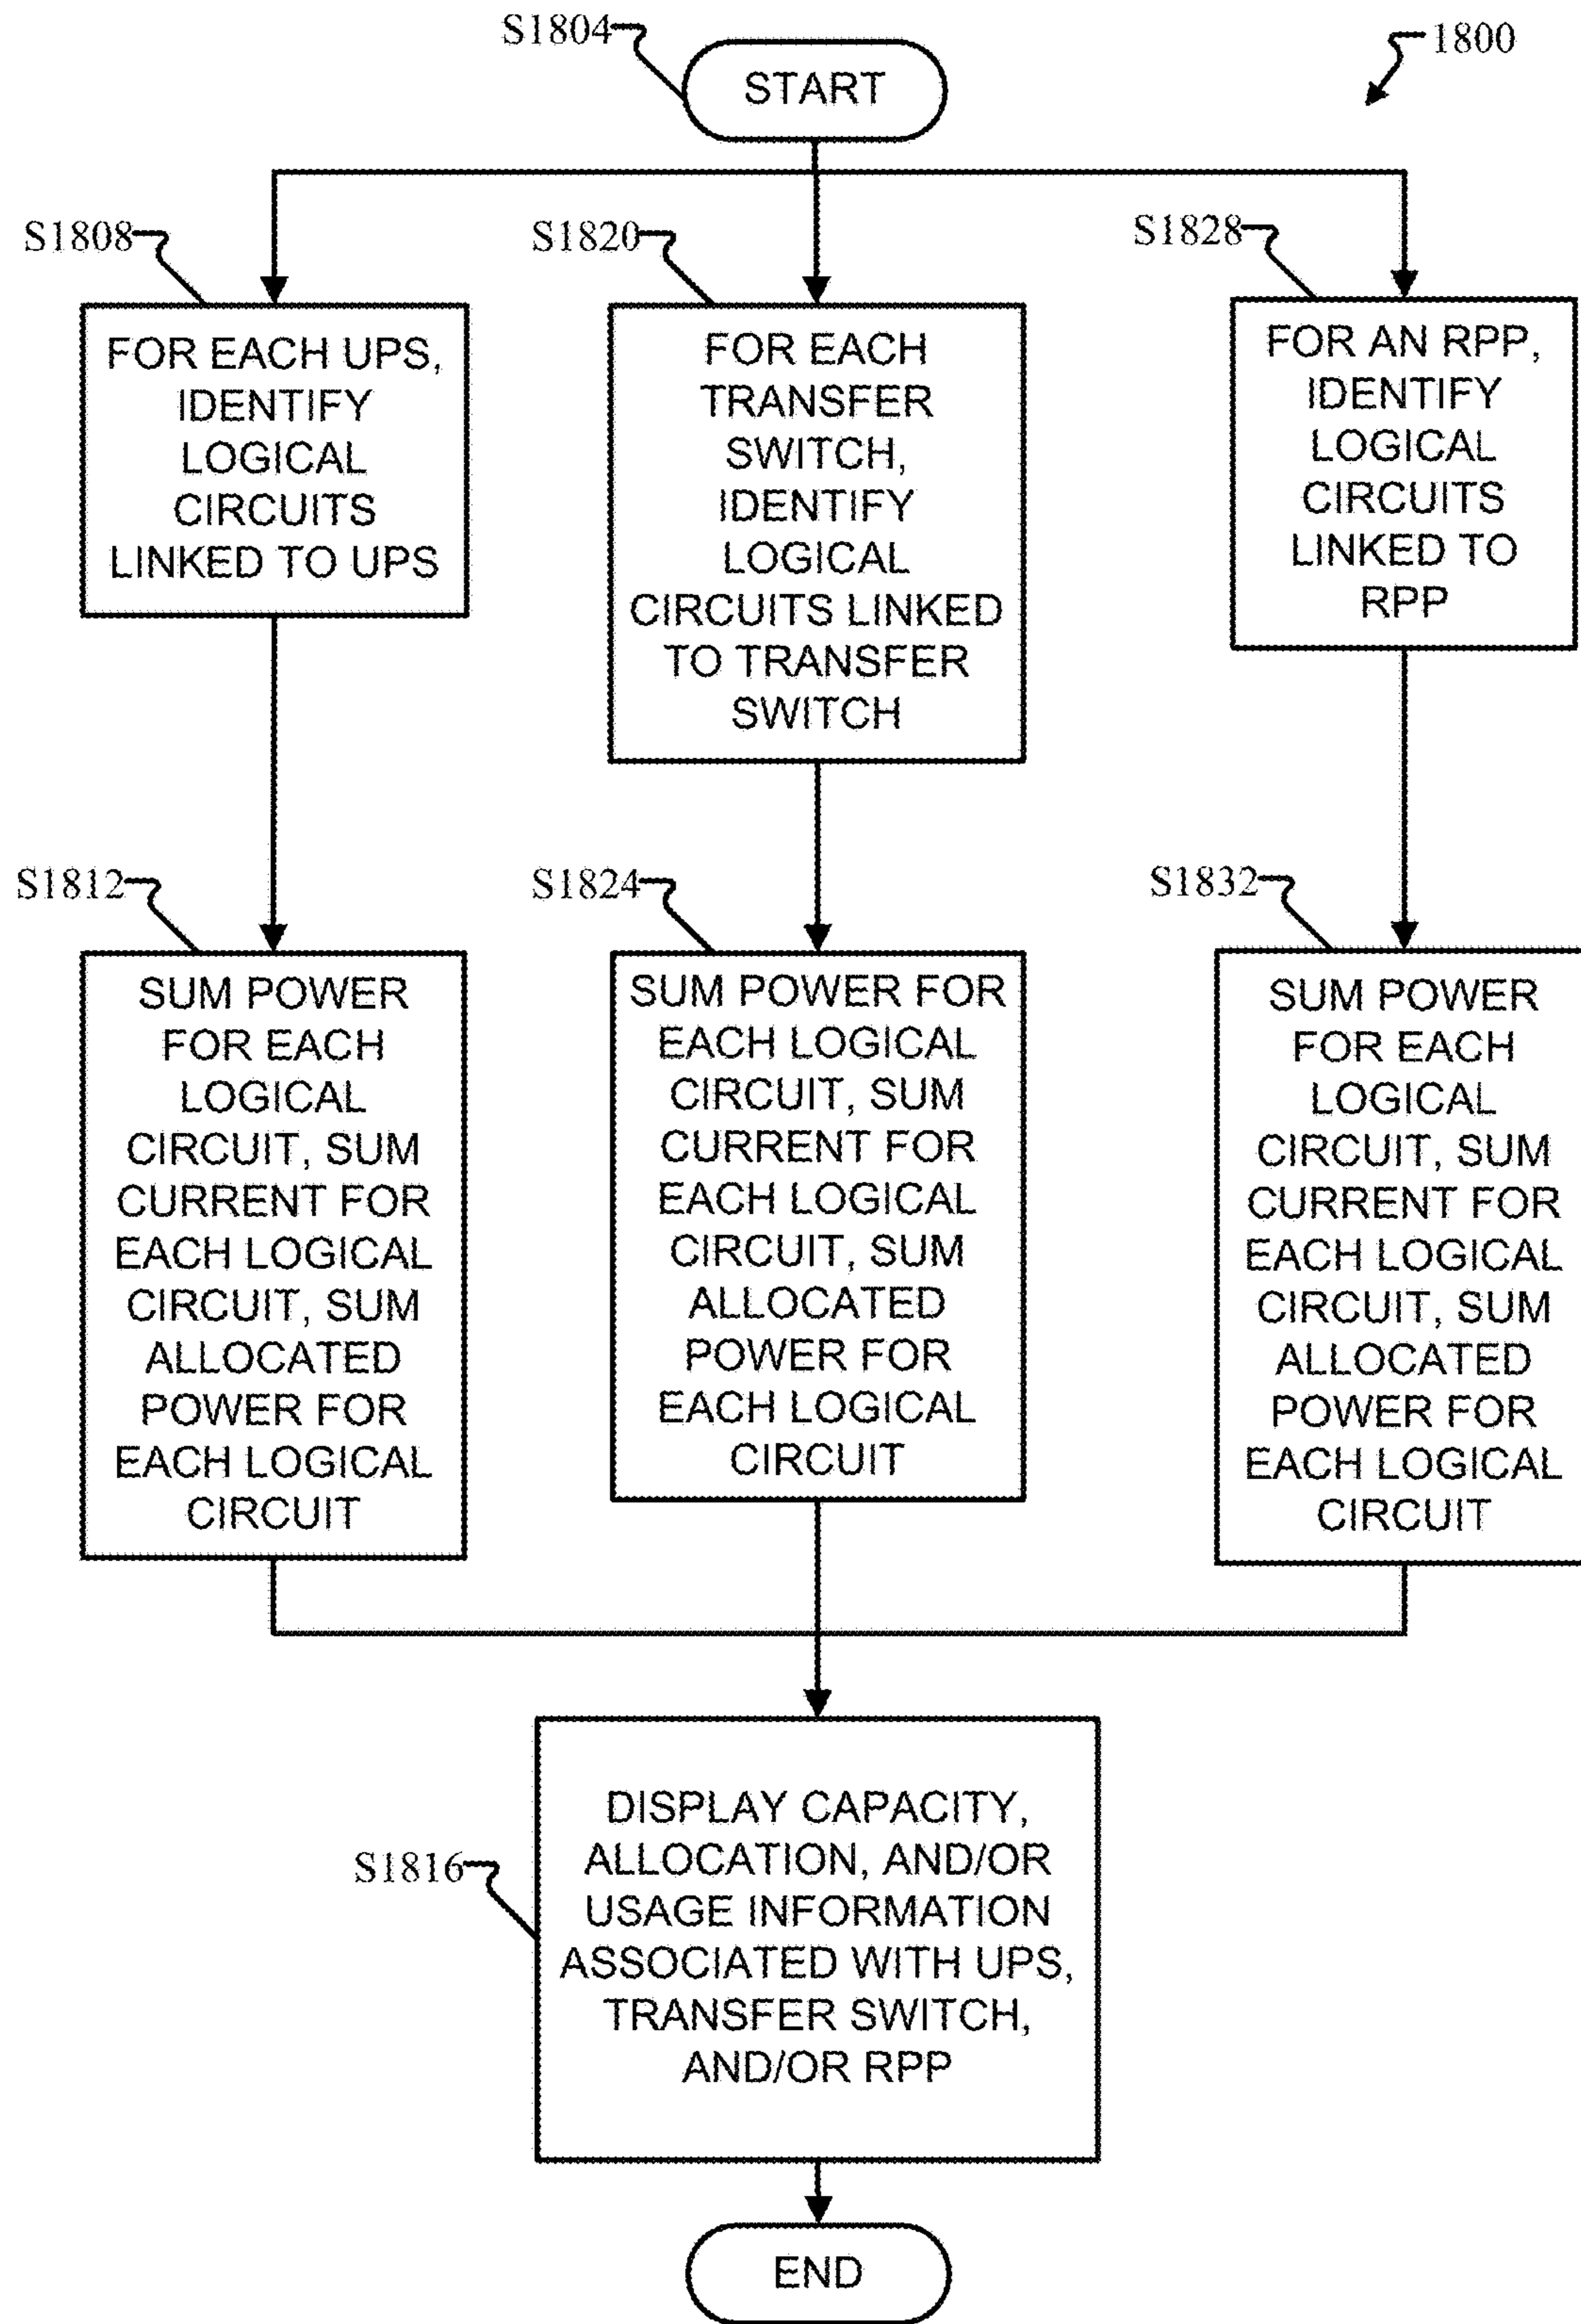 S1804
START
1800
S1808
FOR EACH UPS,
IDENTIFY
LOGICAL
CIRCUITS
LINKED TO UPS
S1820
FOR EACH
TRANSFER
SWITCH,
IDENTIFY
LOGICAL
CIRCUITS LINKED
TO TRANSFER
SWITCH
S1828
FOR AN RPP,
IDENTIFY
LOGICAL
CIRCUITS
LINKED TO
RPP
S1812
SUM POWER
FOR EACH
LOGICAL
CIRCUIT, SUM
CURRENT FOR
EACH LOGICAL
CIRCUIT, SUM
ALLOCATED
POWER FOR
EACH LOGICAL
CIRCUIT
S1824
SUM POWER FOR
EACH LOGICAL
CIRCUIT, SUM
CURRENT FOR
EACH LOGICAL
CIRCUIT, SUM
ALLOCATED
POWER FOR
EACH LOGICAL
CIRCUIT
S1832
SUM POWER
FOR EACH
LOGICAL
CIRCUIT, SUM
CURRENT FOR
EACH LOGICAL
CIRCUIT, SUM
ALLOCATED
POWER FOR
EACH LOGICAL
CIRCUIT
S1816
DISPLAY CAPACITY,
ALLOCATION, AND/OR
USAGE INFORMATION
ASSOCIATED WITH UPS,
TRANSFER SWITCH,
AND/OR RPP
END